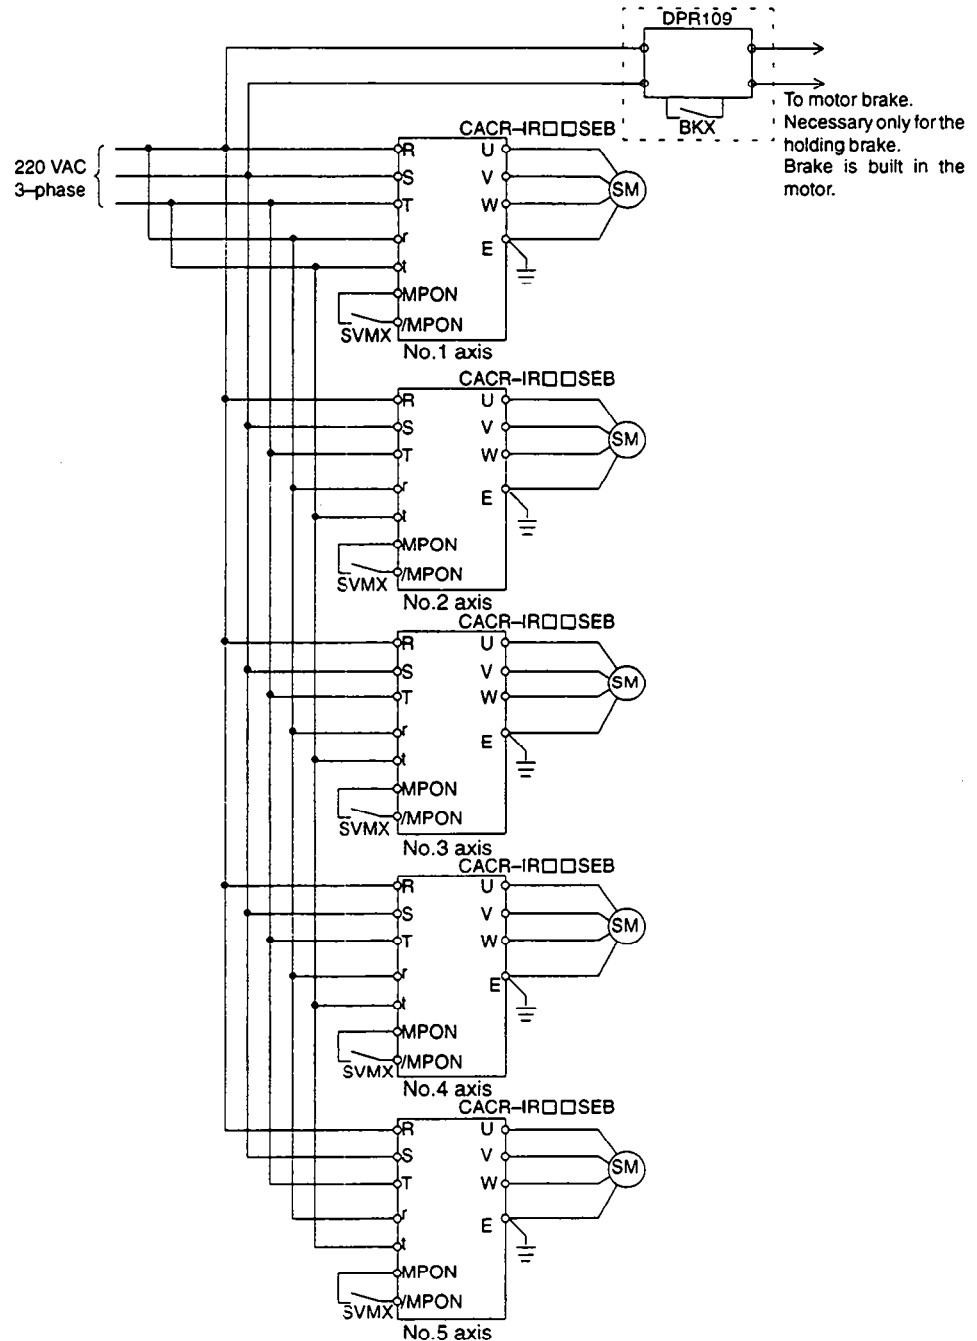 DPR109
BKX
To motor brake.
Necessary only for the
holding brake.
Brake is built in the
motor.
220 VAC
3–phase
CACR–IR□□SEB
R U
S V SM
T W
r E
t
MPON
SVMX /MPON
No.1 axis
CACR–IR□□SEB
R U
S V SM
T W
r E
t
MPON
SVMX /MPON
No.2 axis
CACR–IR□□SEB
R U
S V SM
T W
r E
t
MPON
SVMX /MPON
No.3 axis
CACR–IR□□SEB
R U
S V SM
T W
r E
t
MPON
SVMX /MPON
No.4 axis
CACR–IR□□SEB
R U
S V SM
T W
r E
t
MPON
SVMX /MPON
No.5 axis